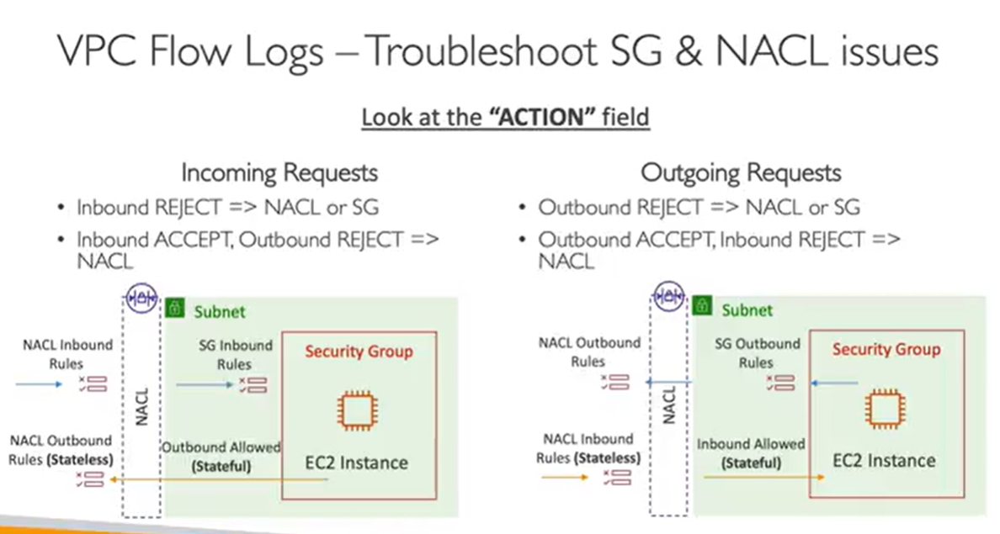 VPC Flow Logs – Troubleshoot SG & NACL issues
Look at the “ACTION” field
Incoming Requests
• Inbound REJECT => NACL or SG
• Inbound ACCEPT, Outbound REJECT =>
NACL
Outgoing Requests
• Outbound REJECT => NACL or SG
• Outbound ACCEPT, Inbound REJECT =>
NACL
Subnet
NACL Inbound
Rules
SG Inbound
Rules
Security Group
NACL
NACL Outbound
Rules (Stateless)
Outbound Allowed
(Stateful)
EC2 Instance
Subnet
NACL Outbound
Rules
SG Outbound
Rules
Security Group
NACL
NACL Inbound
Rules (Stateless)
Inbound Allowed
(Stateful)
EC2 Instance